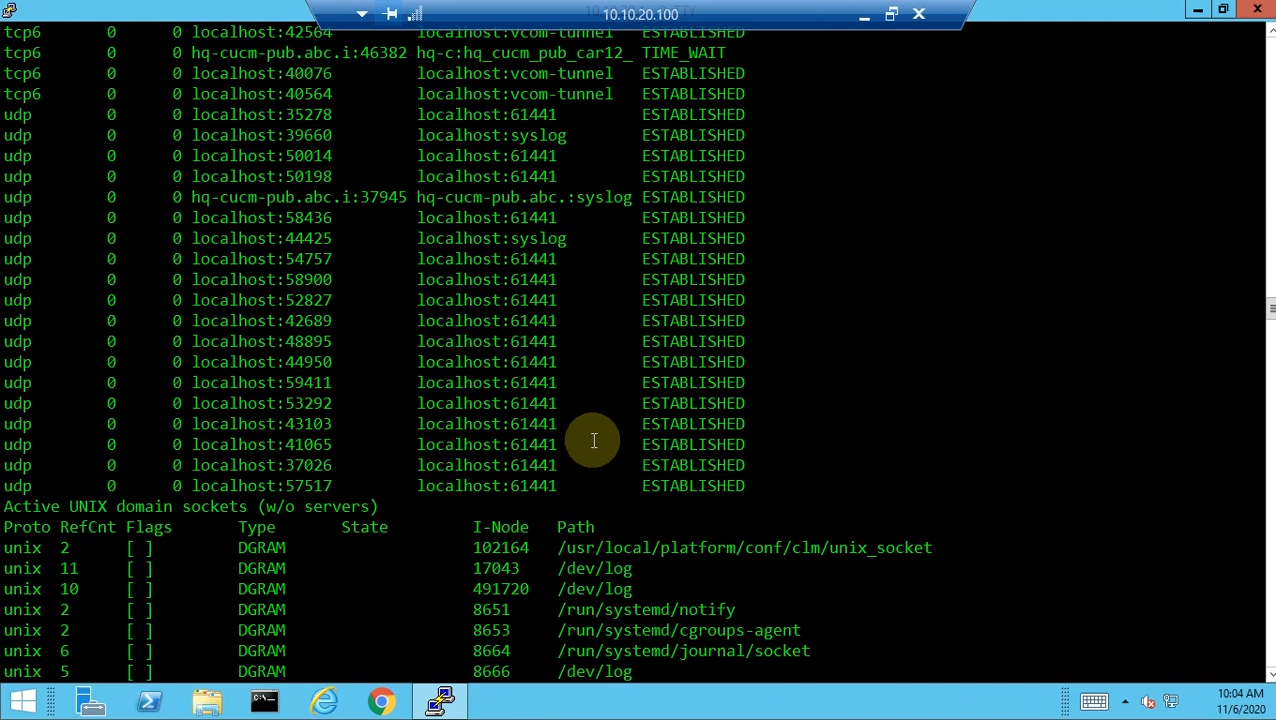 10.10.20.100
tcp6 0 0 localhost:42564 localhost:vcom-tunnel ESTABLISHED
tcp6 0 0 hq-cucm-pub.abc.i:46382 hq-c:hq_cucm_pub_car12_ TIME_WAIT
tcp6 0 0 localhost:40076 localhost:vcom-tunnel ESTABLISHED
tcp6 0 0 localhost:40564 localhost:vcom-tunnel ESTABLISHED
udp 0 0 localhost:35278 localhost:61441 ESTABLISHED
udp 0 0 localhost:39660 localhost:syslog ESTABLISHED
udp 0 0 localhost:50014 localhost:61441 ESTABLISHED
udp 0 0 localhost:50198 localhost:61441 ESTABLISHED
udp 0 0 hq-cucm-pub.abc.i:37945 hq-cucm-pub.abc.:syslog ESTABLISHED
udp 0 0 localhost:58436 localhost:61441 ESTABLISHED
udp 0 0 localhost:44425 localhost:syslog ESTABLISHED
udp 0 0 localhost:54757 localhost:61441 ESTABLISHED
udp 0 0 localhost:58900 localhost:61441 ESTABLISHED
udp 0 0 localhost:52827 localhost:61441 ESTABLISHED
udp 0 0 localhost:42689 localhost:61441 ESTABLISHED
udp 0 0 localhost:48895 localhost:61441 ESTABLISHED
udp 0 0 localhost:44950 localhost:61441 ESTABLISHED
udp 0 0 localhost:59411 localhost:61441 ESTABLISHED
udp 0 0 localhost:53292 localhost:61441 ESTABLISHED
udp 0 0 localhost:43103 localhost:61441 ESTABLISHED
udp 0 0 localhost:41065 localhost:61441 ESTABLISHED
udp 0 0 localhost:37026 localhost:61441 ESTABLISHED
udp 0 0 localhost:57517 localhost:61441 ESTABLISHED
Active UNIX domain sockets (w/o servers)
Proto RefCnt Flags Type State I-Node Path
unix 2 [ ] DGRAM 102164 /usr/local/platform/conf/clm/unix_socket
unix 11 [ ] DGRAM 17043 /dev/log
unix 10 [ ] DGRAM 491720 /dev/log
unix 2 [ ] DGRAM 8651 /run/systemd/notify
unix 2 [ ] DGRAM 8653 /run/systemd/cgroups-agent
unix 6 [ ] DGRAM 8664 /run/systemd/journal/socket
unix 5 [ ] DGRAM 8666 /dev/log
10:04 AM
11/6/2020